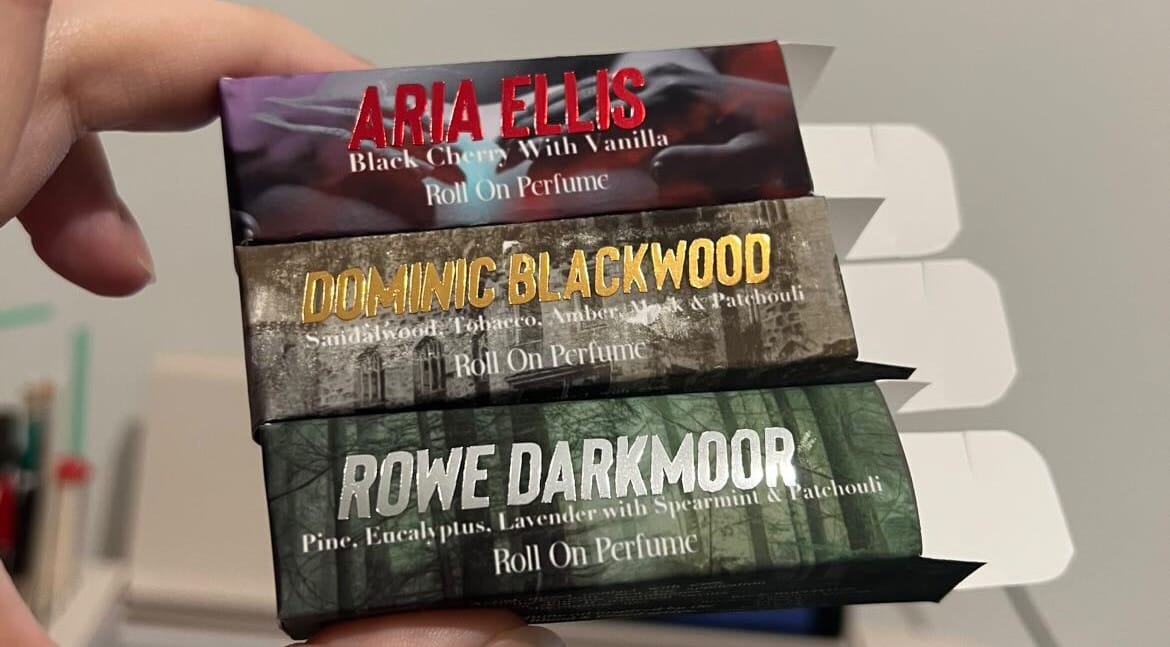 ARIA ELLIS
Black Cherry With Vanilla
Roll On Perfume
DOMINIC BLACKWOOD
Sandalwood, Tobacco, Amber, Musk & Patchouli
Roll On Perfume
ROWE DARKMOOR
Pine, Eucalyptus, Lavender with Spearmint & Patchouli
Roll On Perfume